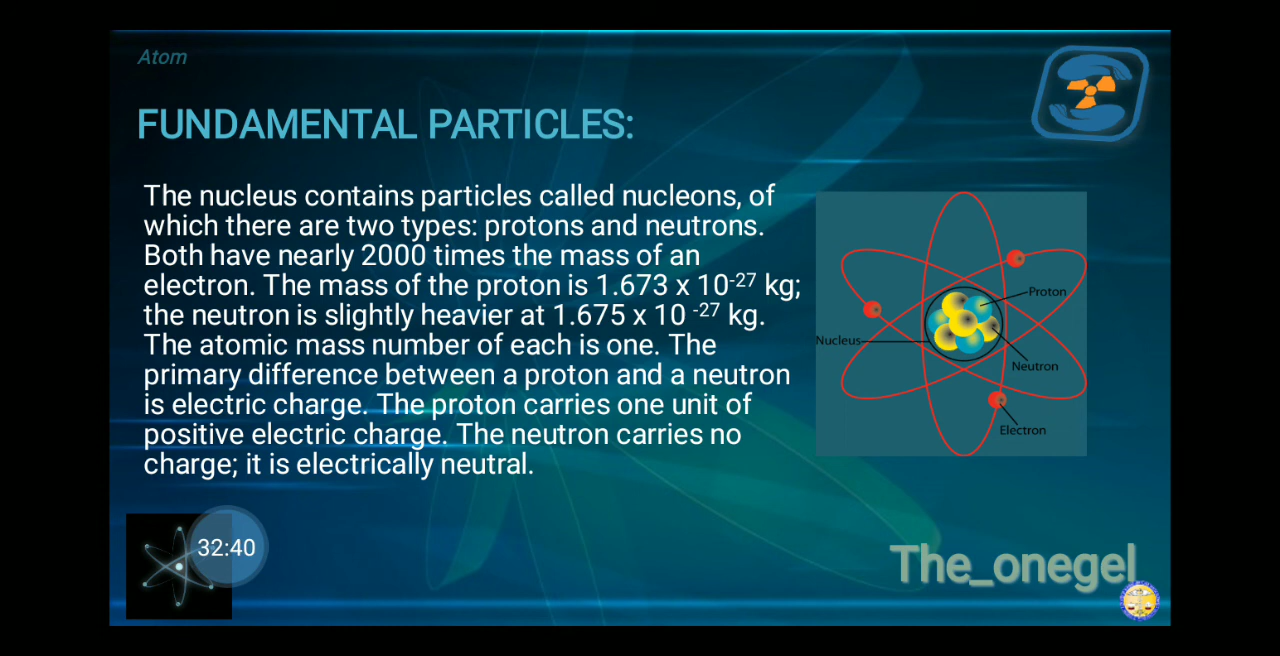 Atom
FUNDAMENTAL PARTICLES:
The nucleus contains particles called nucleons, of
which there are two types: protons and neutrons.
Both have nearly 2000 times the mass of an
electron. The mass of the proton is 1.673 x 10⁻²⁷ kg;
the neutron is slightly heavier at 1.675 x 10 ⁻²⁷ kg.
The atomic mass number of each is one. The
primary difference between a proton and a neutron
is electric charge. The proton carries one unit of
positive electric charge. The neutron carries no
charge; it is electrically neutral.
Proton
Nucleus
Neutron
Electron
32:40
The_onegel